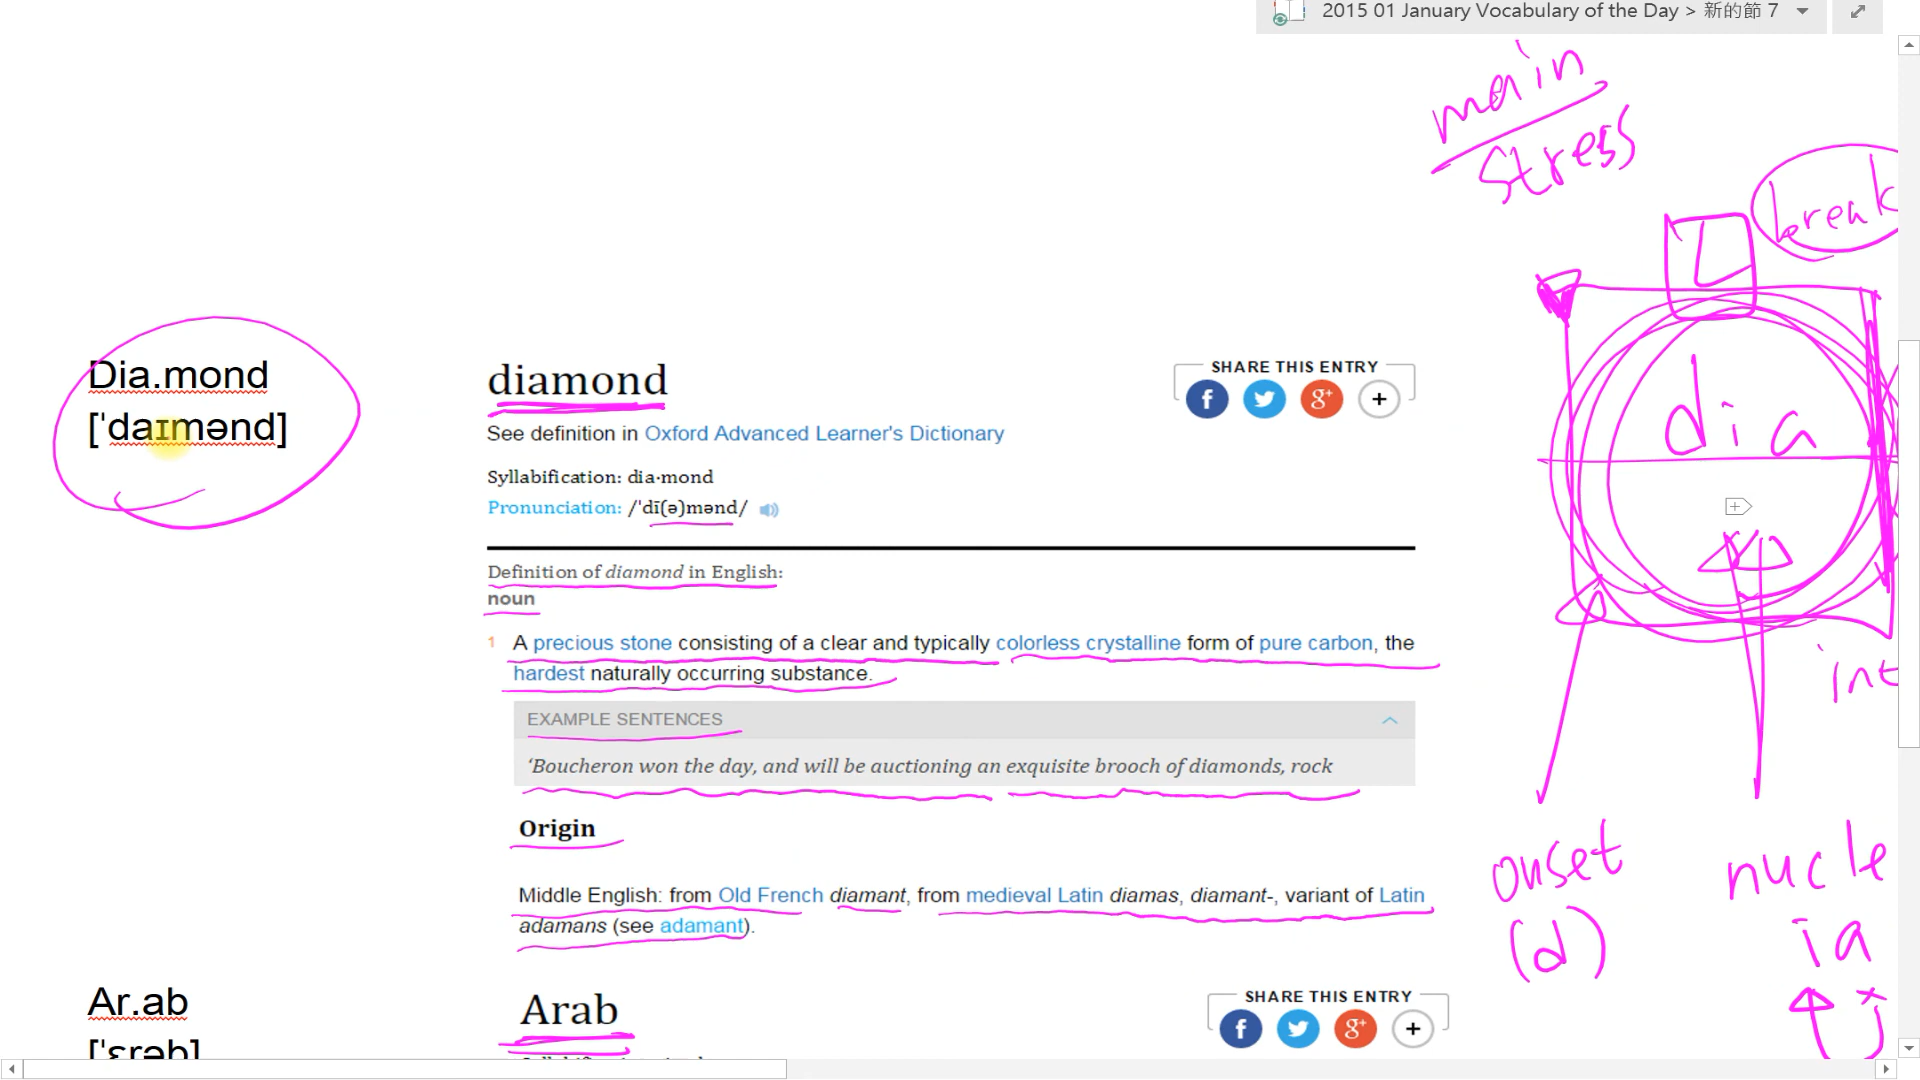 2015 01 January Vocabulary of the Day > 新的節 7
main
stress
break
Dia.mond
[ˈdaɪmənd]
diamond
SHARE THIS ENTRY
See definition in Oxford Advanced Learner's Dictionary
Syllabification: dia·mond
Pronunciation: /ˈdī(ə)mənd/
dia
Definition of diamond in English:
noun
1 A precious stone consisting of a clear and typically colorless crystalline form of pure carbon, the
hardest naturally occurring substance.
EXAMPLE SENTENCES
‘Boucheron won the day, and will be auctioning an exquisite brooch of diamonds, rock
Origin
Middle English: from Old French diamant, from medieval Latin diamas, diamant-, variant of Latin
adamans (see adamant).
int
onset
(d)
nucle
ia
Ar.ab
[ˈɛrəb]
Arab
SHARE THIS ENTRY